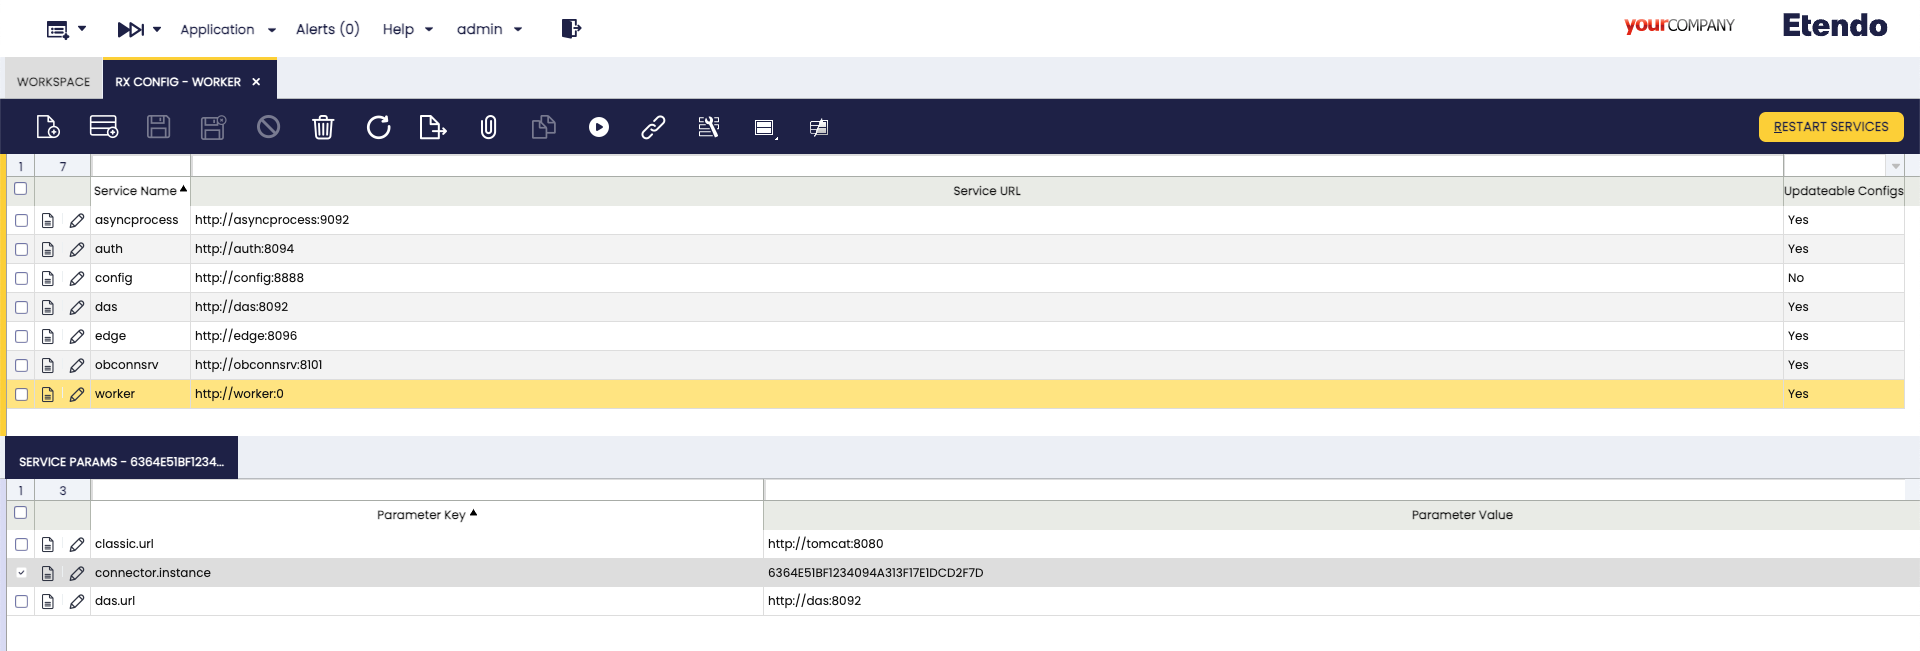 Application Alerts (0) Help admin yourCOMPANY Etendo
WORKSPACE RX CONFIG - WORKER
RESTART SERVICES
1 7
Service Name Service URL Updateable Configs
asyncprocess http://asyncprocess:9092 Yes
auth http://auth:8094 Yes
config http://config:8888 No
das http://das:8092 Yes
edge http://edge:8096 Yes
obconnsrv http://obconnsrv:8101 Yes
worker http://worker:0 Yes
SERVICE PARAMS - 6364E51BF1234...
1 3
Parameter Key Parameter Value
classic.url http://tomcat:8080
connector.instance 6364E51BF1234094A313F17E1DCD2F7D
das.url http://das:8092